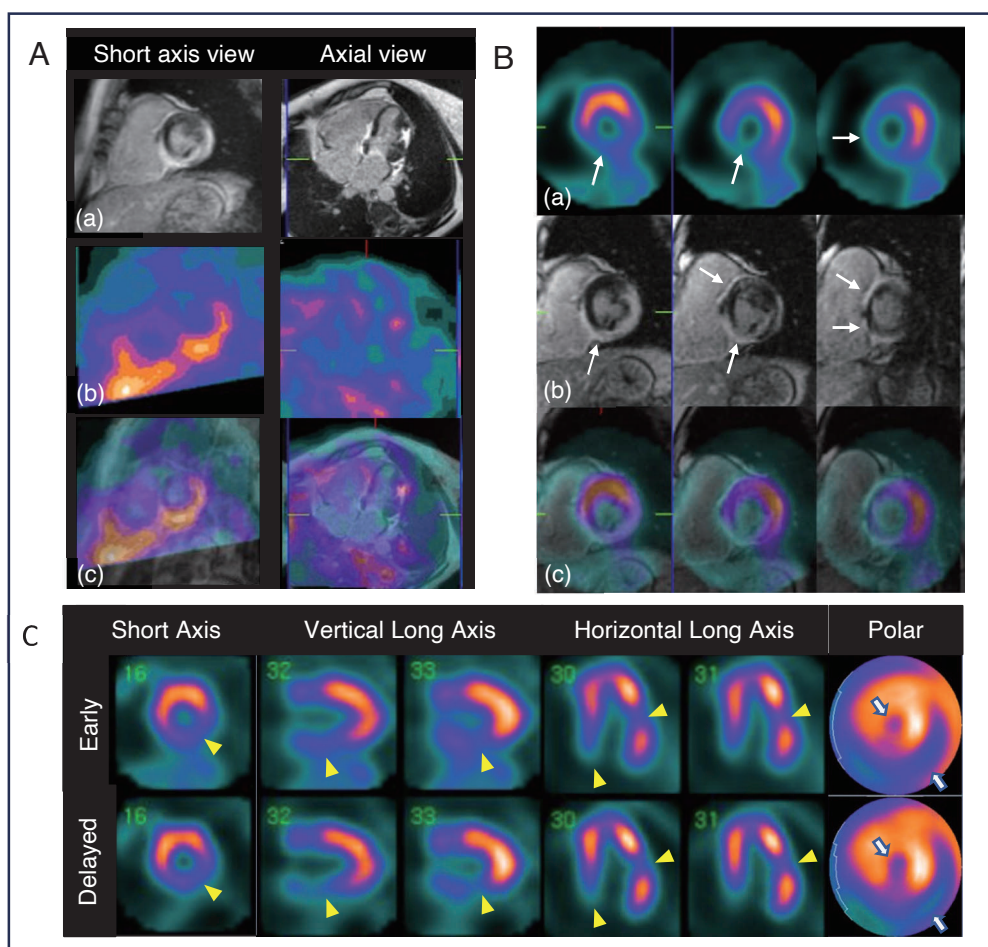 A
Short axis view Axial view
(a)
(b)
(c)
B
(a)
(b)
(c)
C
Short Axis Vertical Long Axis Horizontal Long Axis Polar
Early
16 32 33 30 31
Delayed
16 32 33 30 31